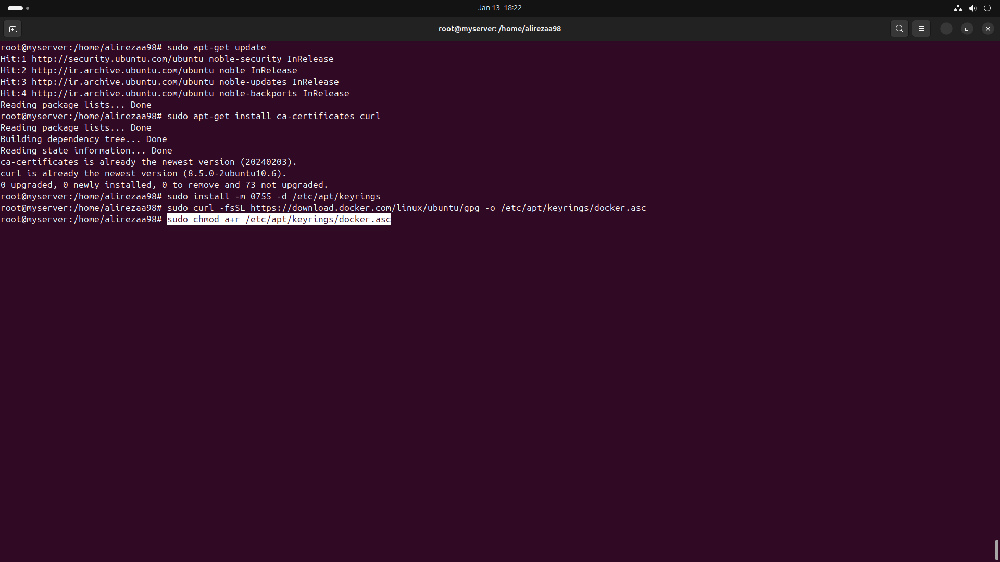 Jan 13 18:22
root@myserver: /home/alirezaa98
root@myserver:/home/alirezaa98# sudo apt-get update
Hit:1 http://security.ubuntu.com/ubuntu noble-security InRelease
Hit:2 http://ir.archive.ubuntu.com/ubuntu noble InRelease
Hit:3 http://ir.archive.ubuntu.com/ubuntu noble-updates InRelease
Hit:4 http://ir.archive.ubuntu.com/ubuntu noble-backports InRelease
Reading package lists... Done
root@myserver:/home/alirezaa98# sudo apt-get install ca-certificates curl
Reading package lists... Done
Building dependency tree... Done
Reading state information... Done
ca-certificates is already the newest version (20240203).
curl is already the newest version (8.5.0-2ubuntu10.6).
0 upgraded, 0 newly installed, 0 to remove and 73 not upgraded.
root@myserver:/home/alirezaa98# sudo install -m 0755 -d /etc/apt/keyrings
root@myserver:/home/alirezaa98# sudo curl -fsSL https://download.docker.com/linux/ubuntu/gpg -o /etc/apt/keyrings/docker.asc
root@myserver:/home/alirezaa98# sudo chmod a+r /etc/apt/keyrings/docker.asc